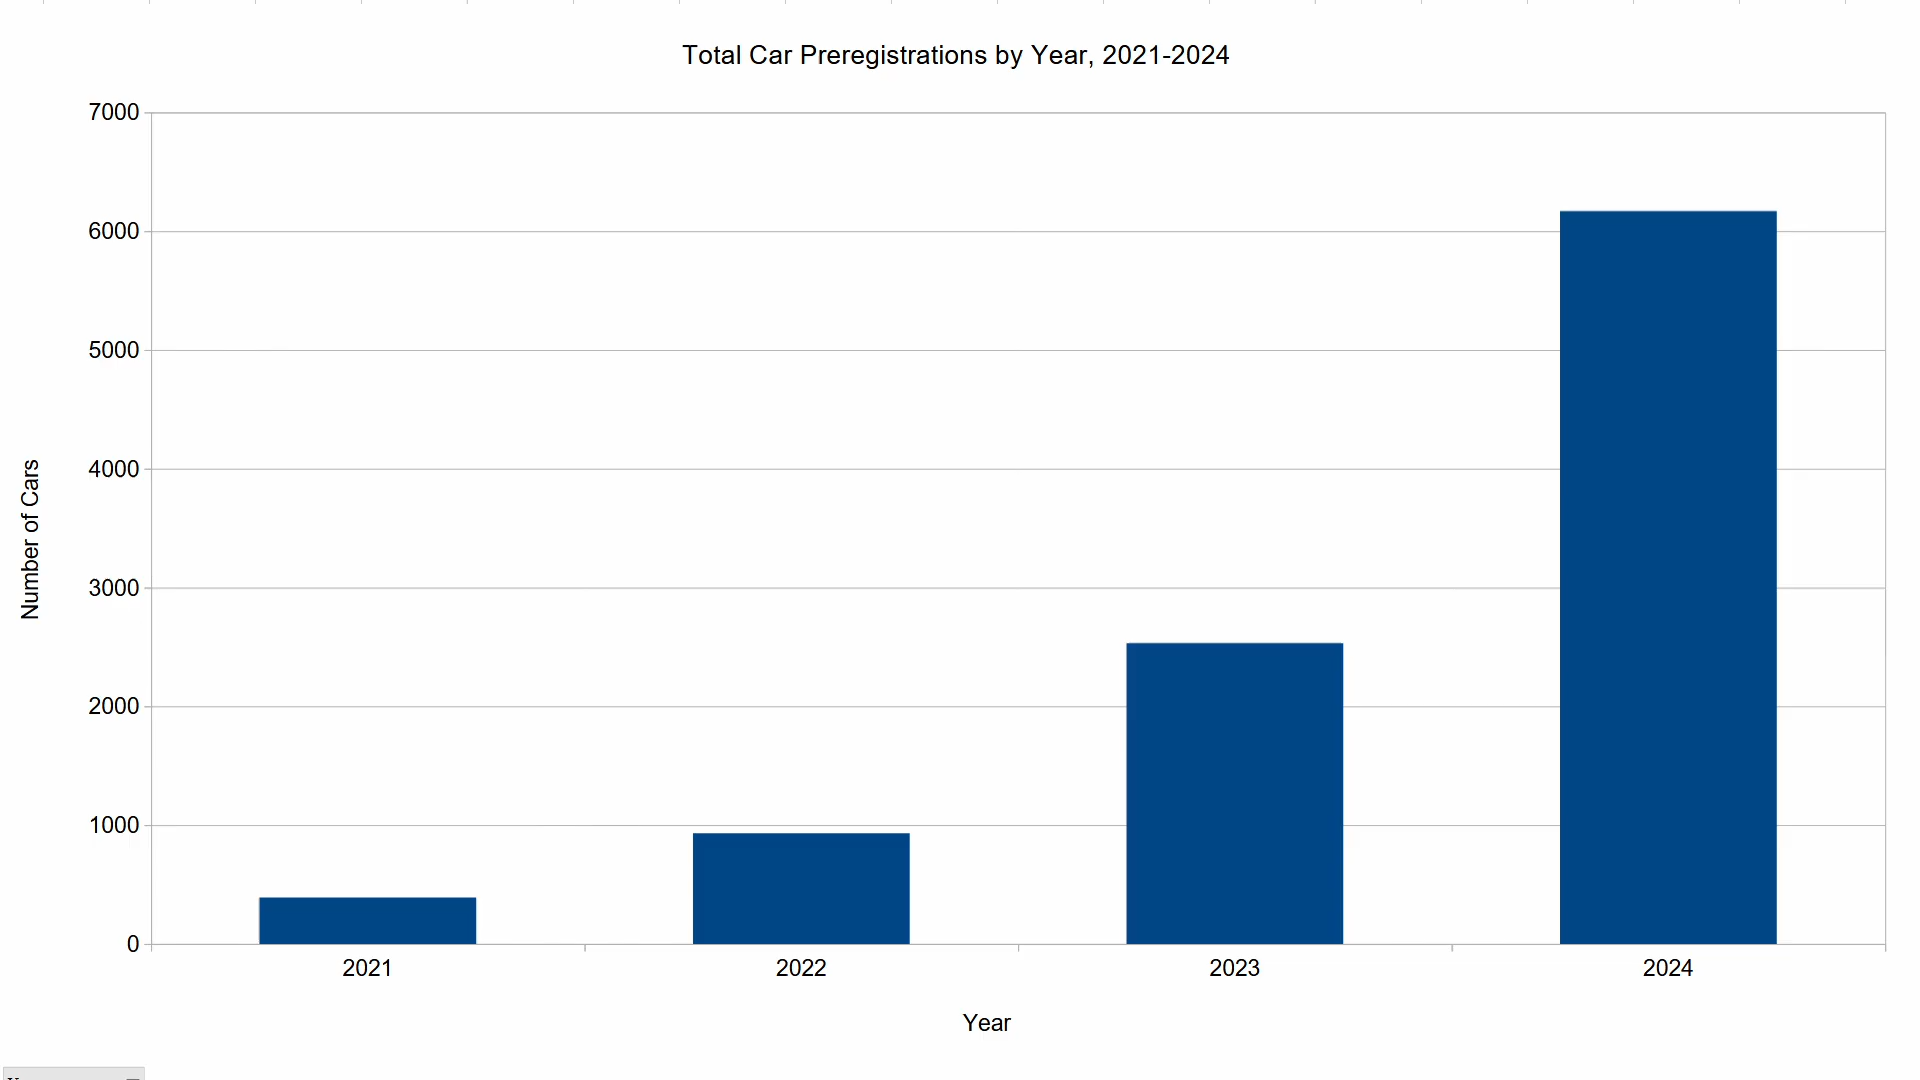 Total Car Preregistrations by Year, 2021-2024
7000
6000
5000
4000
3000
2000
1000
0
Number of Cars
2021 2022 2023 2024
Year